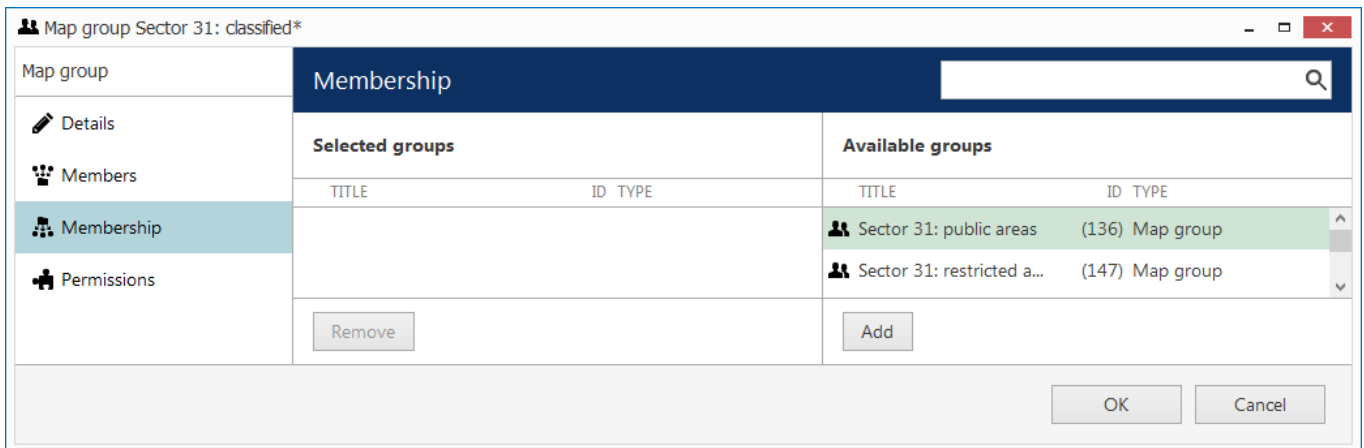 Map group Sector 31: classified*
Map group
Details
Members
Membership
Permissions
Membership
Selected groups
TITLE ID TYPE
Remove
Available groups
TITLE ID TYPE
Sector 31: public areas (136) Map group
Sector 31: restricted a... (147) Map group
Add
OK Cancel